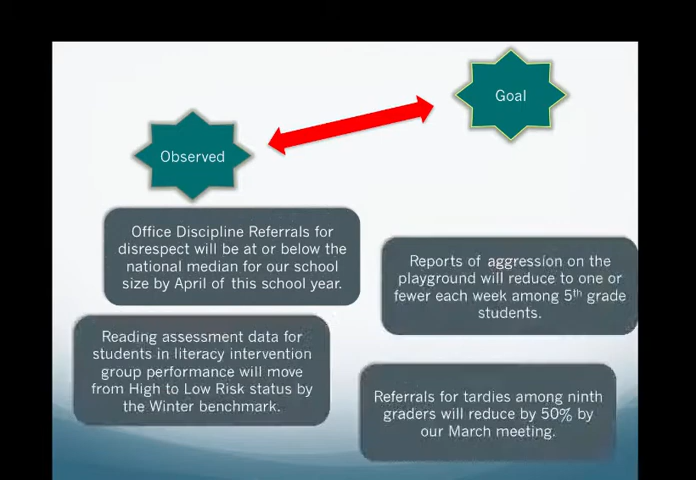 Goal
Observed
Office Discipline Referrals for
disrespect will be at or below the
national median for our school
size by April of this school year.
Reports of aggression on the
playground will reduce to one or
fewer each week among 5th grade
students.
Reading assessment data for
students in literacy intervention
group performance will move
from High to Low Risk status by
the Winter benchmark.
Referrals for tardies among ninth
graders will reduce by 50% by
our March meeting.